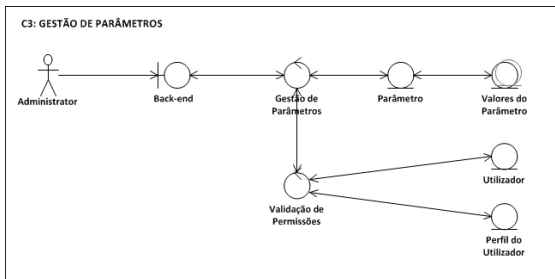 C3: GESTÃO DE PARÂMETROS
Administrator
Back-end
Gestão de
Parâmetros
Parâmetro
Valores do
Parâmetro
Utilizador
Validação de
Permissões
Perfil do
Utilizador